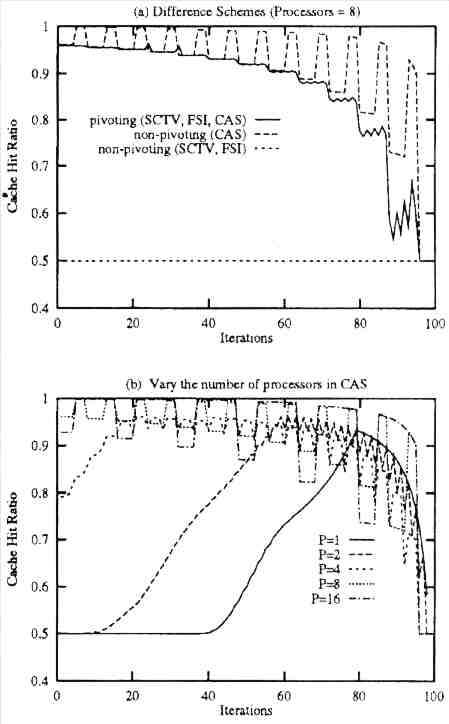 (a) Difference Schemes (Processors = 8)
1
0.9
0.8
0.7
0.6
0.5
0.4
Cache Hit Ratio
pivoting (SCTV, FSI, CAS)
non-pivoting (CAS)
non-pivoting (SCTV, FSI)
0 20 40 60 80 100
Iterations
(b) Vary the number of processors in CAS
1
0.9
0.8
0.7
0.6
0.5
0.4
Cache Hit Ratio
P=1
P=2
P=4
P=8
P=16
0 20 40 60 80 100
Iterations